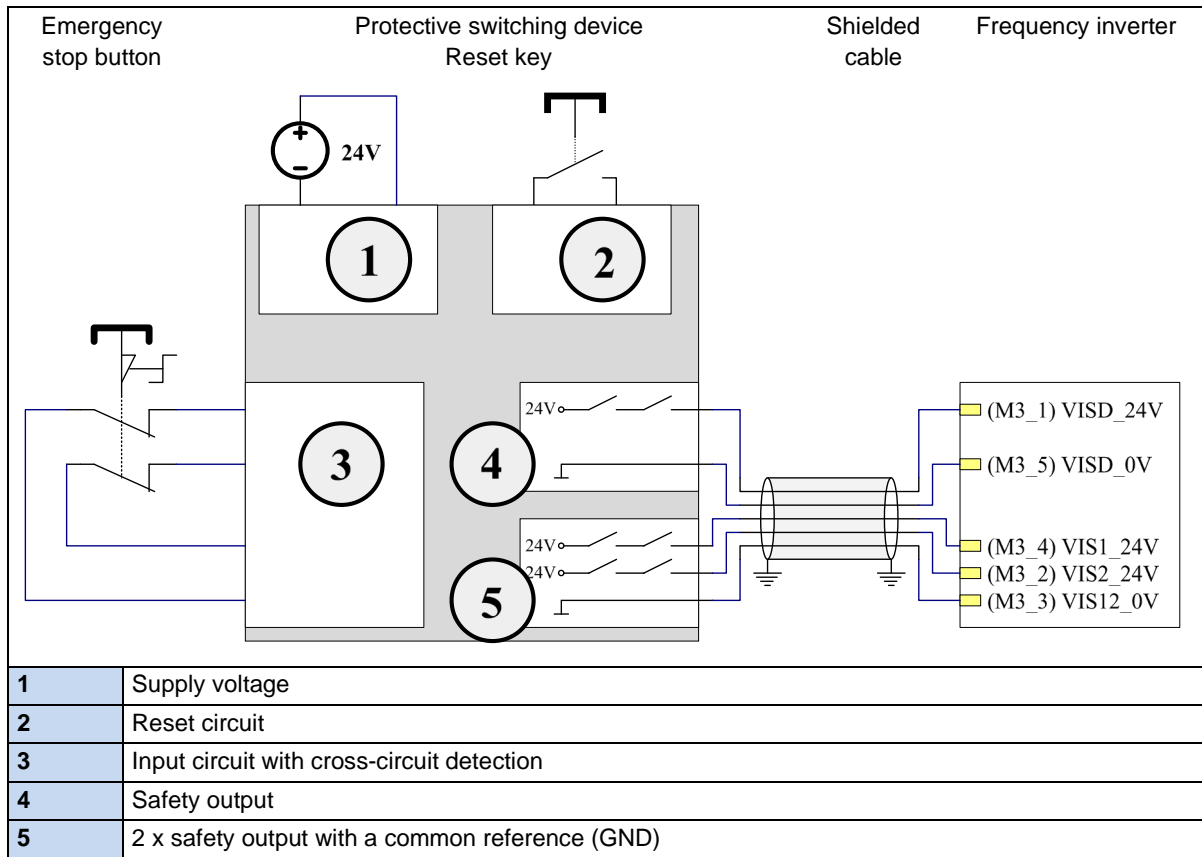 Emergency stop button
Protective switching device
Reset key
Shielded cable
Frequency inverter
+
−
24V
1
2
3
24V
4
24V
24V
5
(M3_1) VISD_24V
(M3_5) VISD_0V
(M3_4) VIS1_24V
(M3_2) VIS2_24V
(M3_3) VIS12_0V
1 Supply voltage
2 Reset circuit
3 Input circuit with cross-circuit detection
4 Safety output
5 2 x safety output with a common reference (GND)